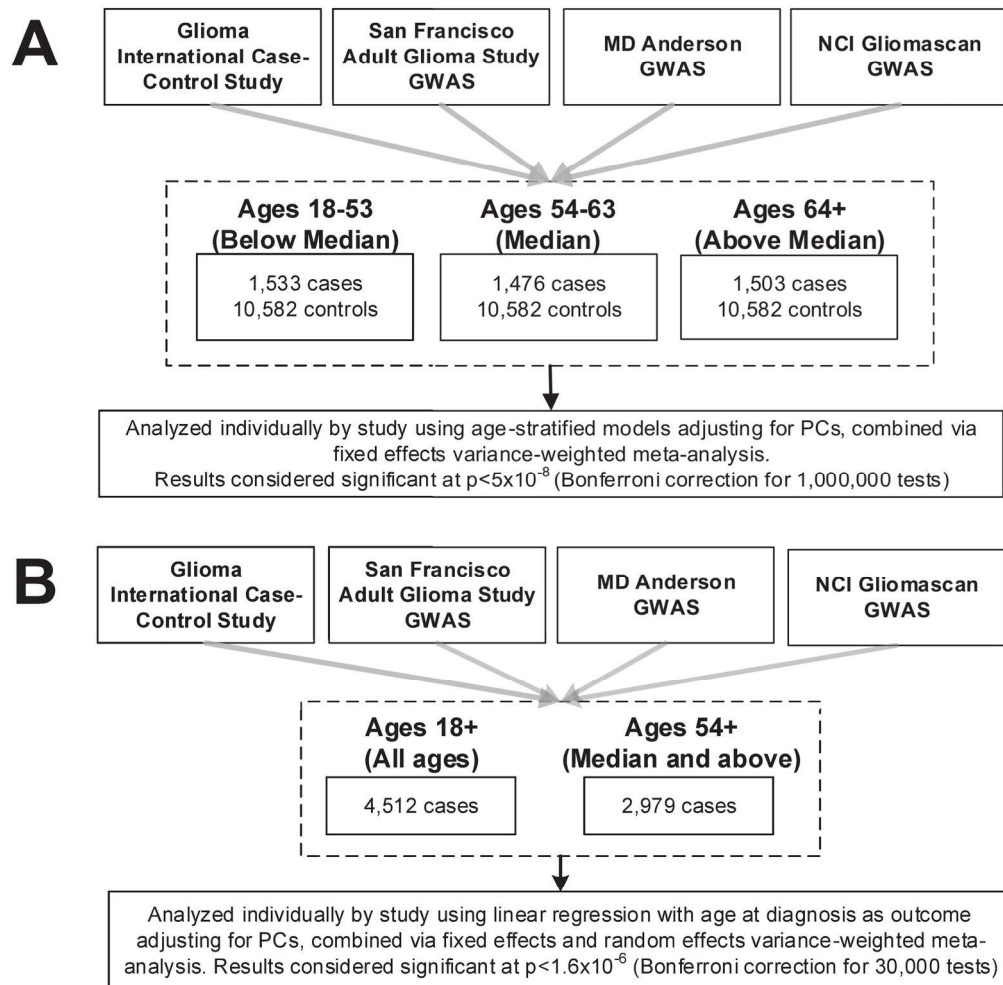 A
Glioma
International Case-
Control Study
San Francisco
Adult Glioma Study
GWAS
MD Anderson
GWAS
NCI Gliomascan
GWAS
Ages 18-53
(Below Median)
1,533 cases
10,582 controls
Ages 54-63
(Median)
1,476 cases
10,582 controls
Ages 64+
(Above Median)
1,503 cases
10,582 controls
Analyzed individually by study using age-stratified models adjusting for PCs, combined via
fixed effects variance-weighted meta-analysis.
Results considered significant at p<5x10⁻⁸ (Bonferroni correction for 1,000,000 tests)
B
Glioma
International Case-
Control Study
San Francisco
Adult Glioma Study
GWAS
MD Anderson
GWAS
NCI Gliomascan
GWAS
Ages 18+
(All ages)
4,512 cases
Ages 54+
(Median and above)
2,979 cases
Analyzed individually by study using linear regression with age at diagnosis as outcome
adjusting for PCs, combined via fixed effects and random effects variance-weighted meta-
analysis. Results considered significant at p<1.6x10⁻⁶ (Bonferroni correction for 30,000 tests)